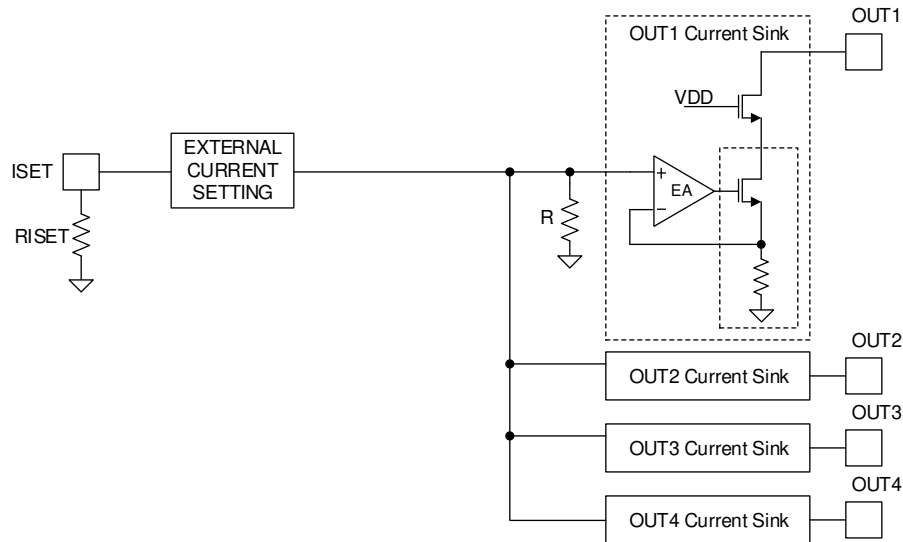 OUT1
OUT1 Current Sink
VDD
EXTERNAL
CURRENT
SETTING
ISET
+
EA
−
R
RISET
OUT2
OUT2 Current Sink
OUT3
OUT3 Current Sink
OUT4
OUT4 Current Sink